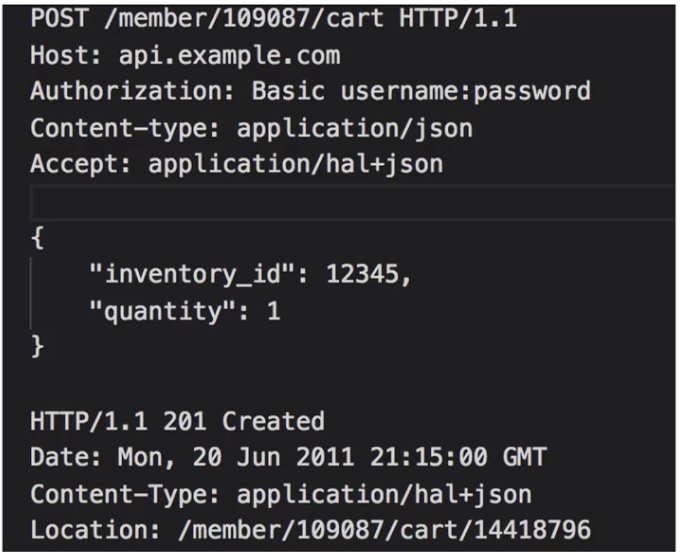 POST /member/109087/cart HTTP/1.1
Host: api.example.com
Authorization: Basic username:password
Content-type: application/json
Accept: application/hal+json
{
"inventory_id": 12345,
"quantity": 1
}
HTTP/1.1 201 Created
Date: Mon, 20 Jun 2011 21:15:00 GMT
Content-Type: application/hal+json
Location: /member/109087/cart/14418796